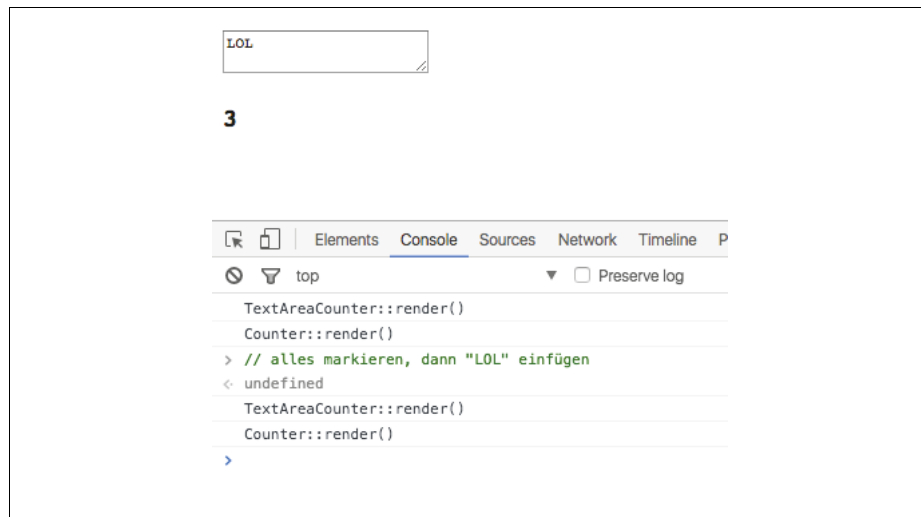 LOL
3
Elements Console Sources Network Timeline P
top Preserve log
TextAreaCounter::render()
Counter::render()
> // alles markieren, dann "LOL" einfügen
<· undefined
TextAreaCounter::render()
Counter::render()
>